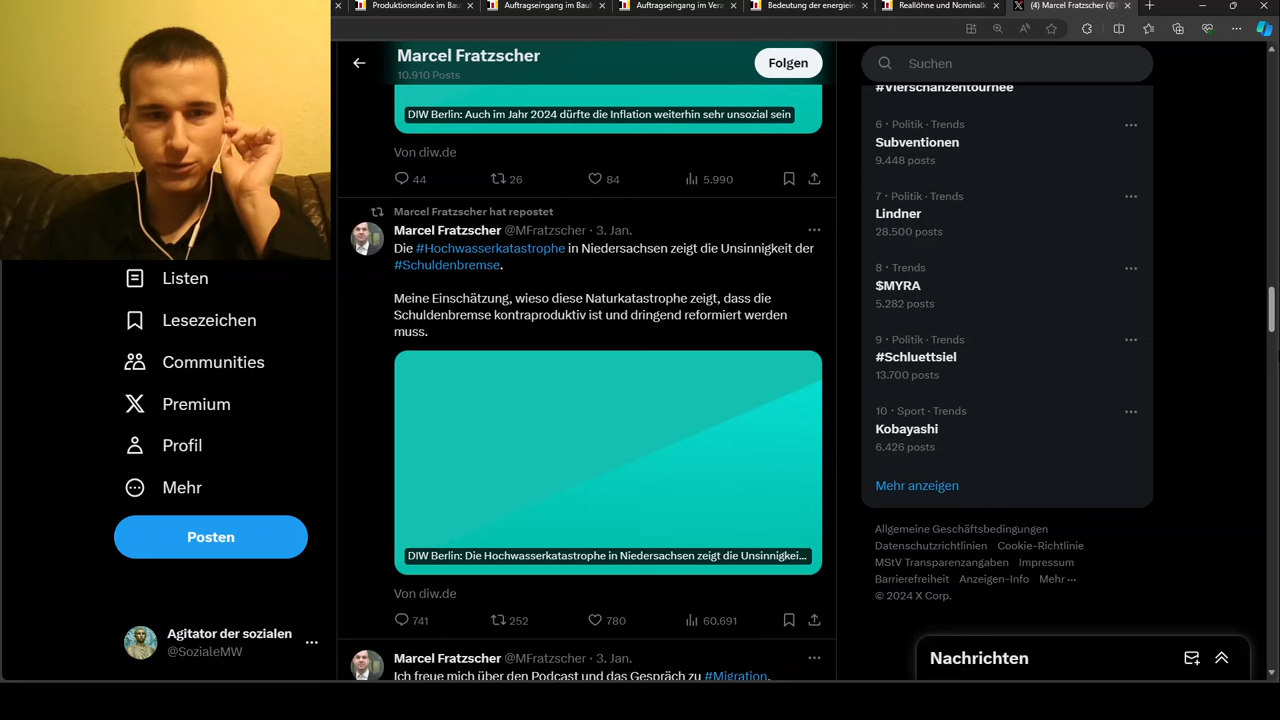 Produktionsindex im Bau
Auftragseingang im Bauh
Auftragseingang im Vera
Bedeutung der energiein
Reallöhne und Nominallo
(4) Marcel Fratzscher (@
Marcel Fratzscher
10.910 Posts
Folgen
DIW Berlin: Auch im Jahr 2024 dürfte die Inflation weiterhin sehr unsozial sein
Von diw.de
44
26
84
5.990
Marcel Fratzscher hat repostet
Marcel Fratzscher @MFratzscher · 3. Jan.
Die #Hochwasserkatastrophe in Niedersachsen zeigt die Unsinnigkeit der
#Schuldenbremse.
Meine Einschätzung, wieso diese Naturkatastrophe zeigt, dass die
Schuldenbremse kontraproduktiv ist und dringend reformiert werden
muss.
DIW Berlin: Die Hochwasserkatastrophe in Niedersachsen zeigt die Unsinnigkei...
Von diw.de
741
252
780
60.691
Marcel Fratzscher @MFratzscher · 3. Jan.
Ich freue mich über den Podcast und das Gespräch zu #Migration,
Listen
Lesezeichen
Communities
Premium
Profil
Mehr
Posten
Agitator der sozialen
@SozialeMW
Suchen
#Vierschanzentournee
6 · Politik · Trends
Subventionen
9.448 posts
7 · Politik · Trends
Lindner
28.500 posts
8 · Trends
$MYRA
5.282 posts
9 · Politik · Trends
#Schluettsiel
13.700 posts
10 · Sport · Trends
Kobayashi
6.426 posts
Mehr anzeigen
Allgemeine Geschäftsbedingungen
Datenschutzrichtlinien Cookie-Richtlinie
MStV Transparenzangaben Impressum
Barrierefreiheit Anzeigen-Info Mehr ···
© 2024 X Corp.
Nachrichten